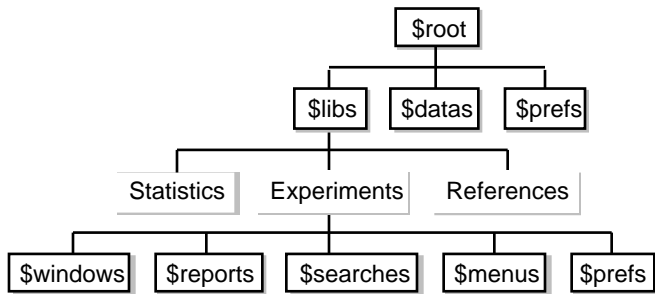 $root
$libs $datas $prefs
Statistics Experiments References
$windows $reports $searches $menus $prefs